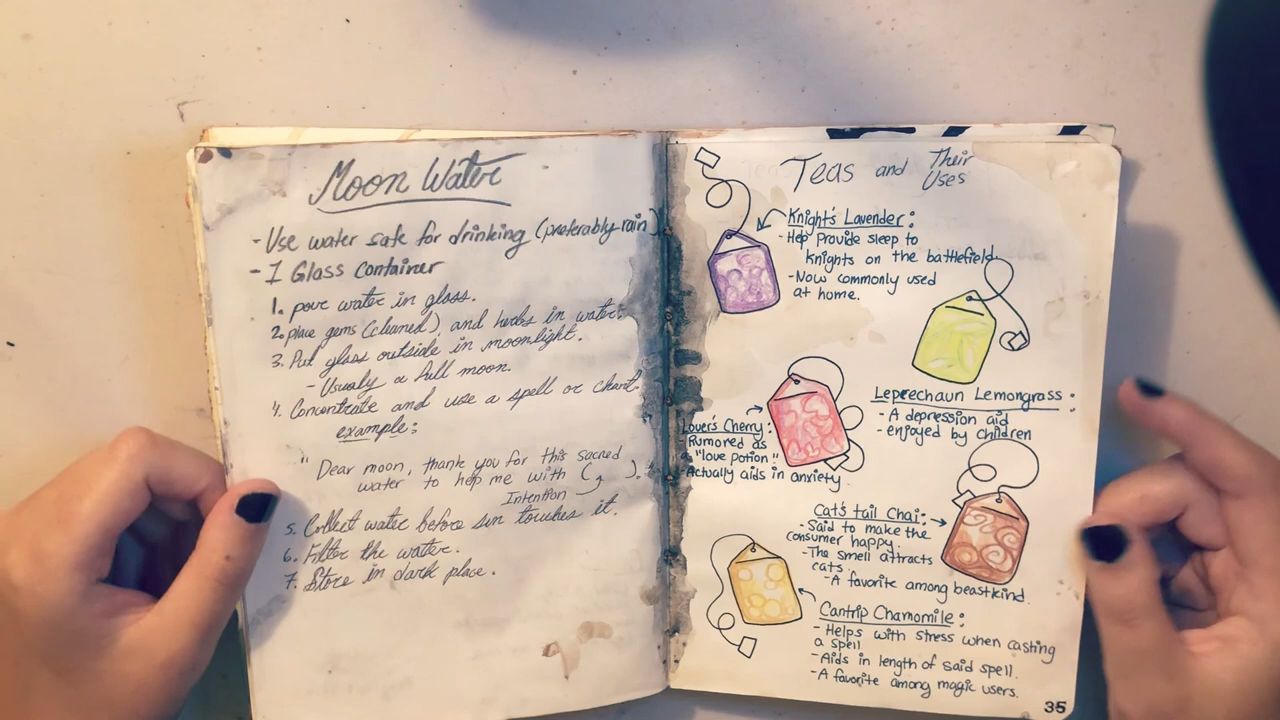 Moon Water
- Use water safe for drinking (preferably rain)
- 1 Glass container
1. pour water in glass.
2. place gems (cleaned), and herbs in water.
3. Put glass outside in moonlight.
- Usualy a full moon.
4. Concentrate and use a spell or chant.
example:
" Dear moon, thank you for this sacred
water to help me with ( , ). "
Intention
5. Collect water before sun touches it.
6. Filter the water.
7. Store in dark place.
Teas and Their
Uses
Knight's Lavender:
- Help provide sleep to
Knights on the battlefield.
- Now commonly used
at home.
Leprechaun Lemongrass:
- A depression aid
- enjoyed by children
Lover's Cherry:
- Rumored as
a "love potion"
- Actually aids in anxiety.
Cat's tail Chai:
- Said to make the
consumer happy.
- The smell attracts
cats.
- A favorite among beastkind.
Cantrip Chamomile:
- Helps with stress when casting
a spell
- Aids in length of said spell.
- A favorite among magic users.
35